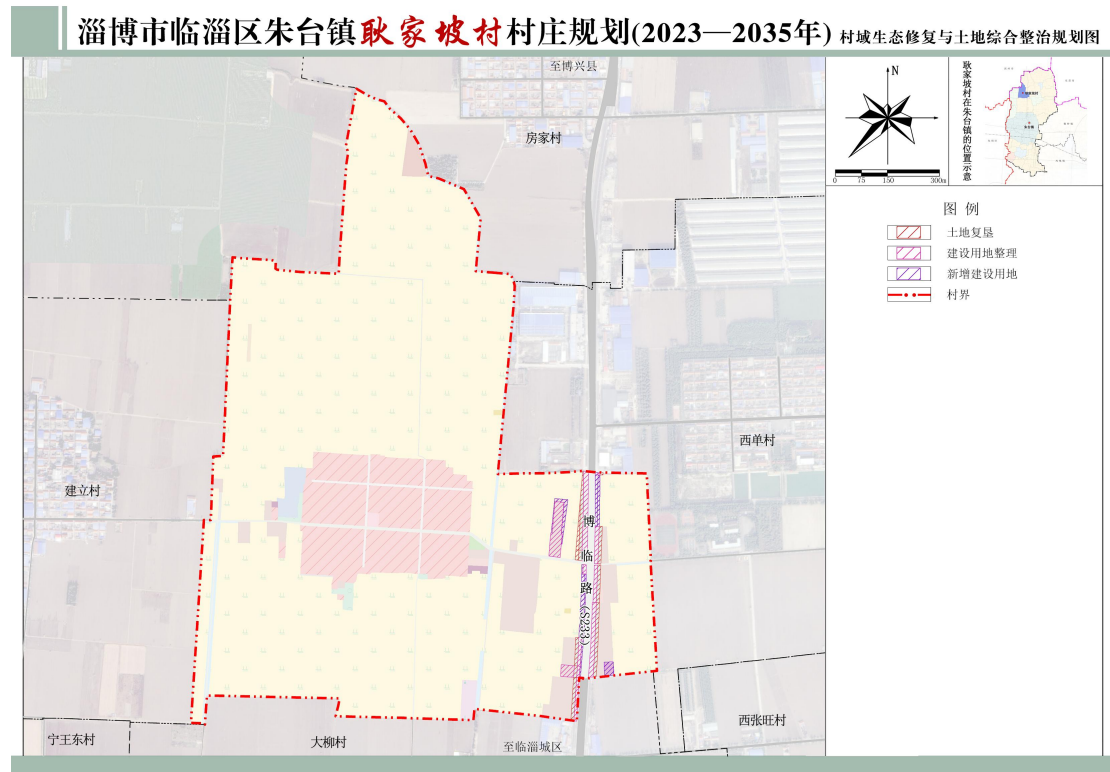 淄博市临淄区朱台镇耿家坡村村庄规划(2023—2035年) 村域生态修复与土地综合整治规划图
至博兴县
房家村
西单村
建立村
博临路(S233)
宁王东村
大柳村
至临淄城区
西张旺村
N
0 75 150 300m
耿家坡村在朱台镇的位置示意
朱台镇
图 例
土地复垦
建设用地整理
新增建设用地
村界